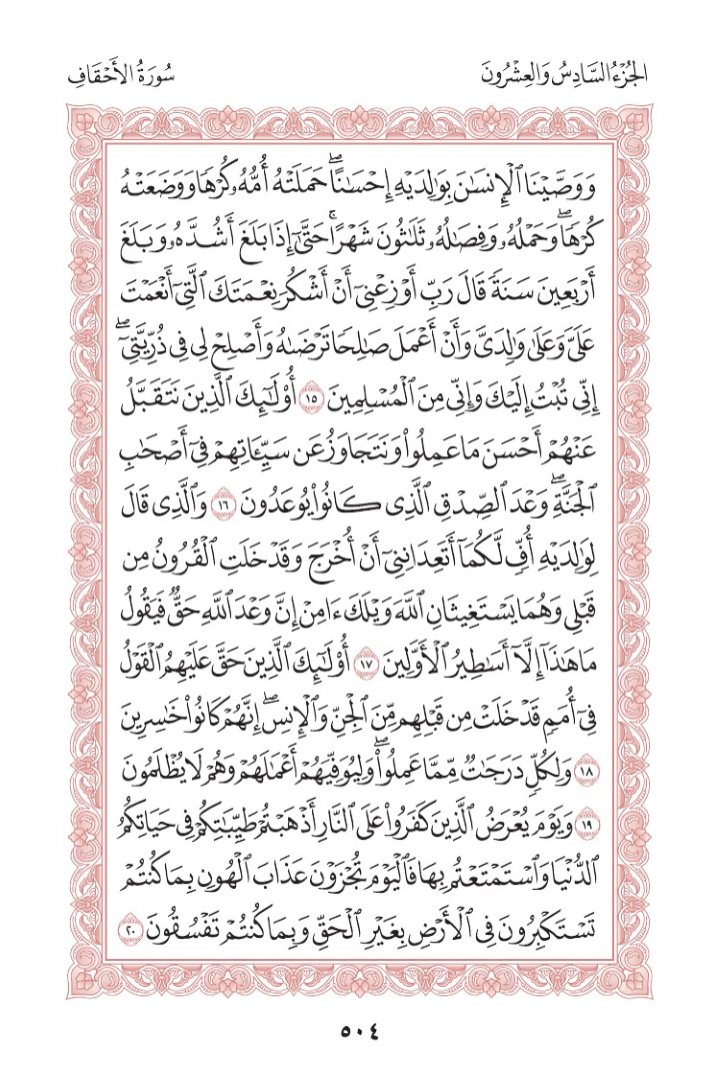 الجُزْءُ السَّادِسُ وَالعِشْرُونَ
سُورَةُ الأَحْقَافِ
وَوَصَّيْنَا ٱلْإِنسَٰنَ بِوَٰلِدَيْهِ إِحْسَٰنًاۖ حَمَلَتْهُ أُمُّهُۥ كُرْهًا وَوَضَعَتْهُ
كُرْهًاۖ وَحَمْلُهُۥ وَفِصَٰلُهُۥ ثَلَٰثُونَ شَهْرًاۚ حَتَّىٰٓ إِذَا بَلَغَ أَشُدَّهُۥ وَبَلَغَ
أَرْبَعِينَ سَنَةً قَالَ رَبِّ أَوْزِعْنِىٓ أَنْ أَشْكُرَ نِعْمَتَكَ ٱلَّتِىٓ أَنْعَمْتَ
عَلَىَّ وَعَلَىٰ وَٰلِدَىَّ وَأَنْ أَعْمَلَ صَٰلِحًا تَرْضَىٰهُ وَأَصْلِحْ لِى فِى ذُرِّيَّتِىٓۖ
إِنِّى تُبْتُ إِلَيْكَ وَإِنِّى مِنَ ٱلْمُسْلِمِينَ ١٥ أُو۟لَٰٓئِكَ ٱلَّذِينَ نَتَقَبَّلُ
عَنْهُمْ أَحْسَنَ مَا عَمِلُوا۟ وَنَتَجَاوَزُ عَن سَيِّـَٔاتِهِمْ فِىٓ أَصْحَٰبِ
ٱلْجَنَّةِۖ وَعْدَ ٱلصِّدْقِ ٱلَّذِى كَانُوا۟ يُوعَدُونَ ١٦ وَٱلَّذِى قَالَ
لِوَٰلِدَيْهِ أُفٍّ لَّكُمَآ أَتَعِدَانِنِىٓ أَنْ أُخْرَجَ وَقَدْ خَلَتِ ٱلْقُرُونُ مِن
قَبْلِى وَهُمَا يَسْتَغِيثَانِ ٱللَّهَ وَيْلَكَ ءَامِنْ إِنَّ وَعْدَ ٱللَّهِ حَقٌّ فَيَقُولُ
مَا هَٰذَآ إِلَّآ أَسَٰطِيرُ ٱلْأَوَّلِينَ ١٧ أُو۟لَٰٓئِكَ ٱلَّذِينَ حَقَّ عَلَيْهِمُ ٱلْقَوْلُ
فِىٓ أُمَمٍ قَدْ خَلَتْ مِن قَبْلِهِم مِّنَ ٱلْجِنِّ وَٱلْإِنسِۖ إِنَّهُمْ كَانُوا۟ خَٰسِرِينَ
١٨ وَلِكُلٍّ دَرَجَٰتٌ مِّمَّا عَمِلُوا۟ۖ وَلِيُوَفِّيَهُمْ أَعْمَٰلَهُمْ وَهُمْ لَا يُظْلَمُونَ
١٩ وَيَوْمَ يُعْرَضُ ٱلَّذِينَ كَفَرُوا۟ عَلَى ٱلنَّارِ أَذْهَبْتُمْ طَيِّبَٰتِكُمْ فِى حَيَاتِكُمُ
ٱلدُّنْيَا وَٱسْتَمْتَعْتُم بِهَا فَٱلْيَوْمَ تُجْزَوْنَ عَذَابَ ٱلْهُونِ بِمَا كُنتُمْ
تَسْتَكْبِرُونَ فِى ٱلْأَرْضِ بِغَيْرِ ٱلْحَقِّ وَبِمَا كُنتُمْ تَفْسُقُونَ ٢٠
٥٠٤